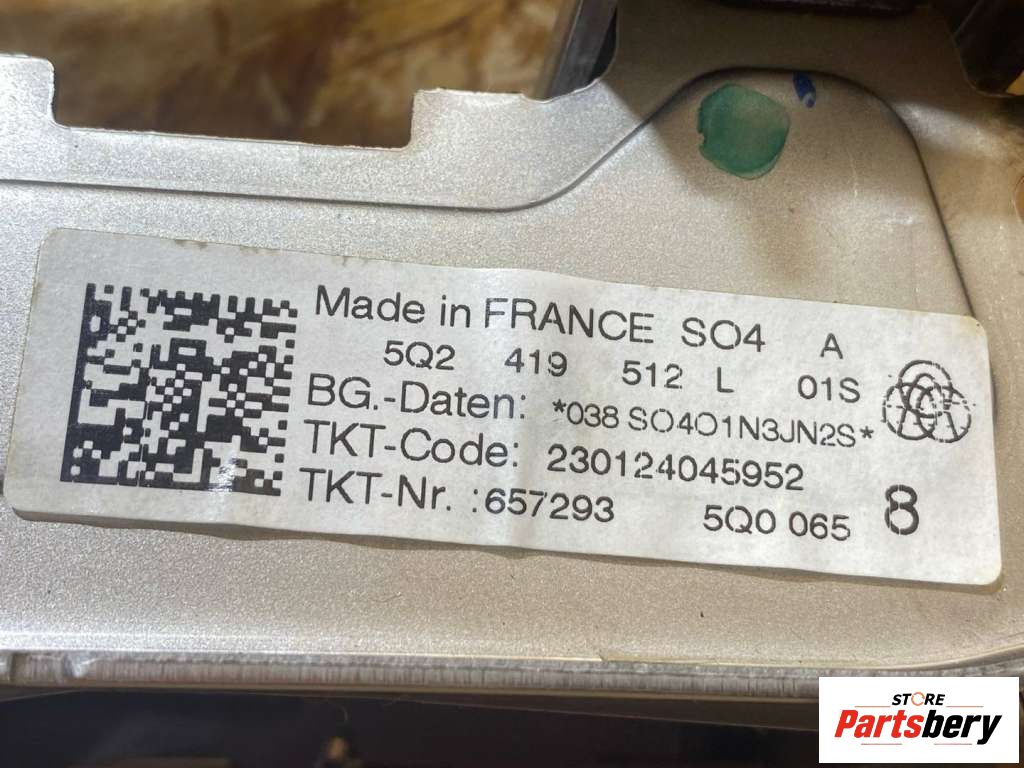 Made in FRANCE SO4 A
5Q2 419 512 L 01S
BG.-Daten: *038 SO4O1N3JN2S*
TKT-Code: 230124045952
TKT-Nr. :657293 5Q0 065 8
STORE
Partsbery